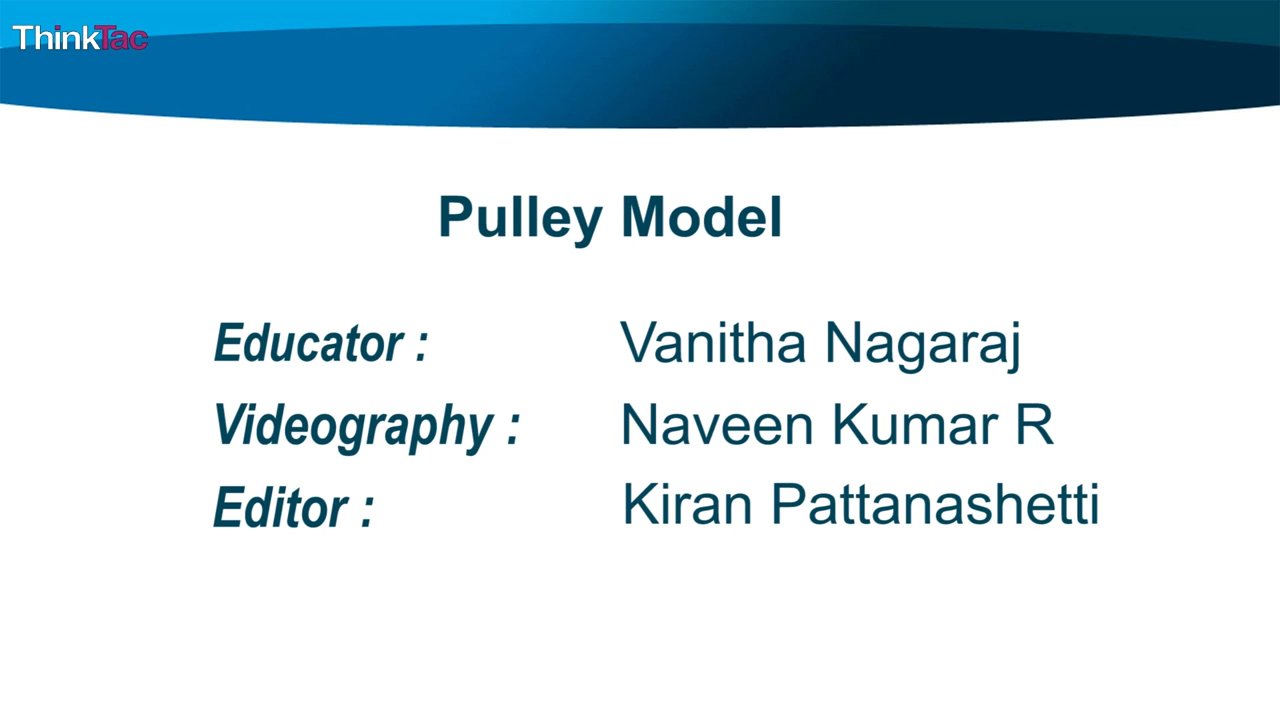 ThinkTac
Pulley Model
Educator : Vanitha Nagaraj
Videography : Naveen Kumar R
Editor : Kiran Pattanashetti